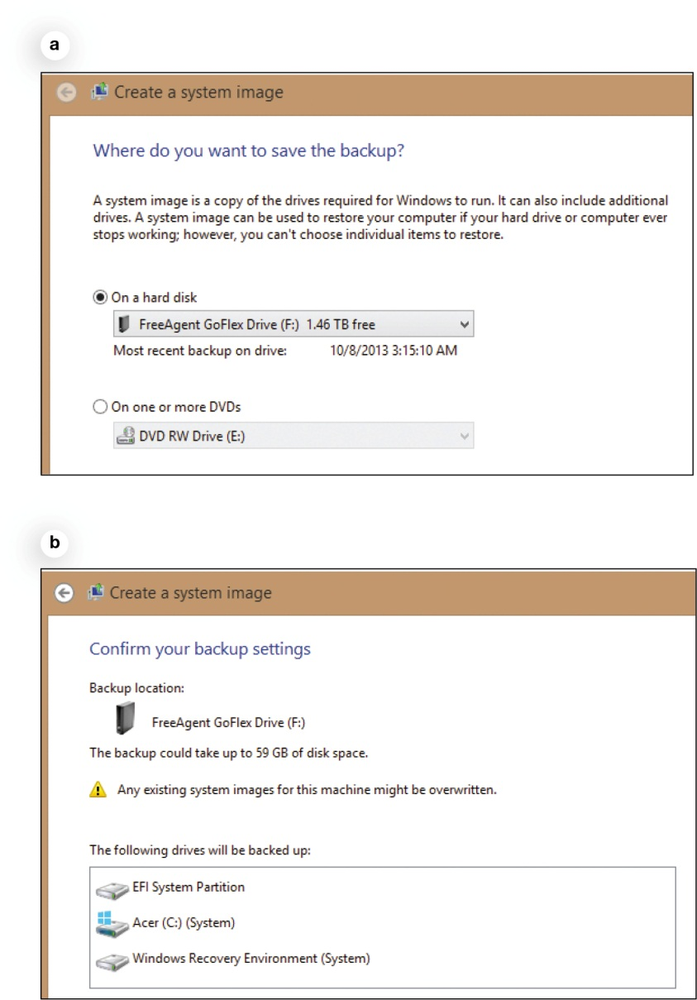 a
Create a system image
Where do you want to save the backup?
A system image is a copy of the drives required for Windows to run. It can also include additional
drives. A system image can be used to restore your computer if your hard drive or computer ever
stops working; however, you can't choose individual items to restore.
On a hard disk
FreeAgent GoFlex Drive (F:) 1.46 TB free
Most recent backup on drive: 10/8/2013 3:15:10 AM
On one or more DVDs
DVD RW Drive (E:)
b
Create a system image
Confirm your backup settings
Backup location:
FreeAgent GoFlex Drive (F:)
The backup could take up to 59 GB of disk space.
Any existing system images for this machine might be overwritten.
The following drives will be backed up:
EFI System Partition
Acer (C:) (System)
Windows Recovery Environment (System)